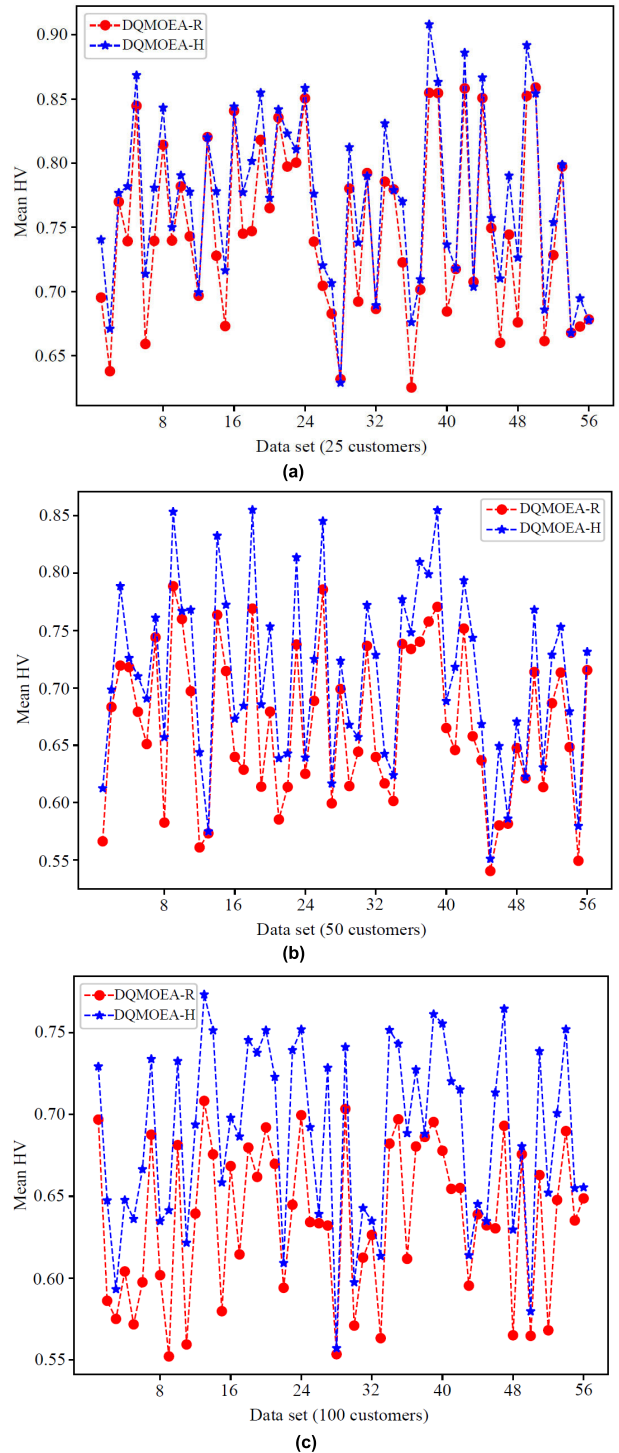 DQMOEA-R
DQMOEA-H
0.90
0.85
0.80
0.75
0.70
0.65
Mean HV
8 16 24 32 40 48 56
Data set (25 customers)
(a)
DQMOEA-R
DQMOEA-H
0.85
0.80
0.75
0.70
0.65
0.60
0.55
Mean HV
8 16 24 32 40 48 56
Data set (50 customers)
(b)
DQMOEA-R
DQMOEA-H
0.75
0.70
0.65
0.60
0.55
Mean HV
8 16 24 32 40 48 56
Data set (100 customers)
(c)